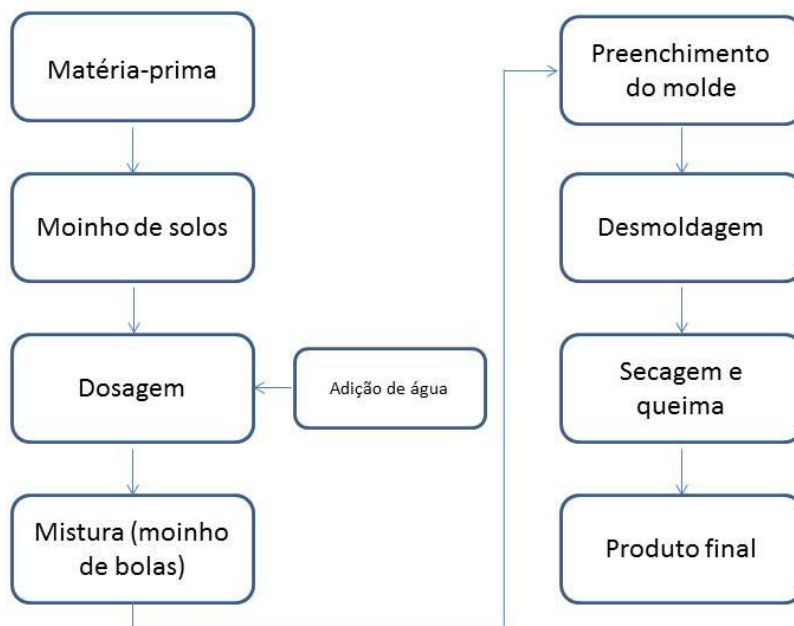 Matéria-prima
Moinho de solos
Dosagem
Adição de água
Mistura (moinho
de bolas)
Preenchimento
do molde
Desmoldagem
Secagem e
queima
Produto final